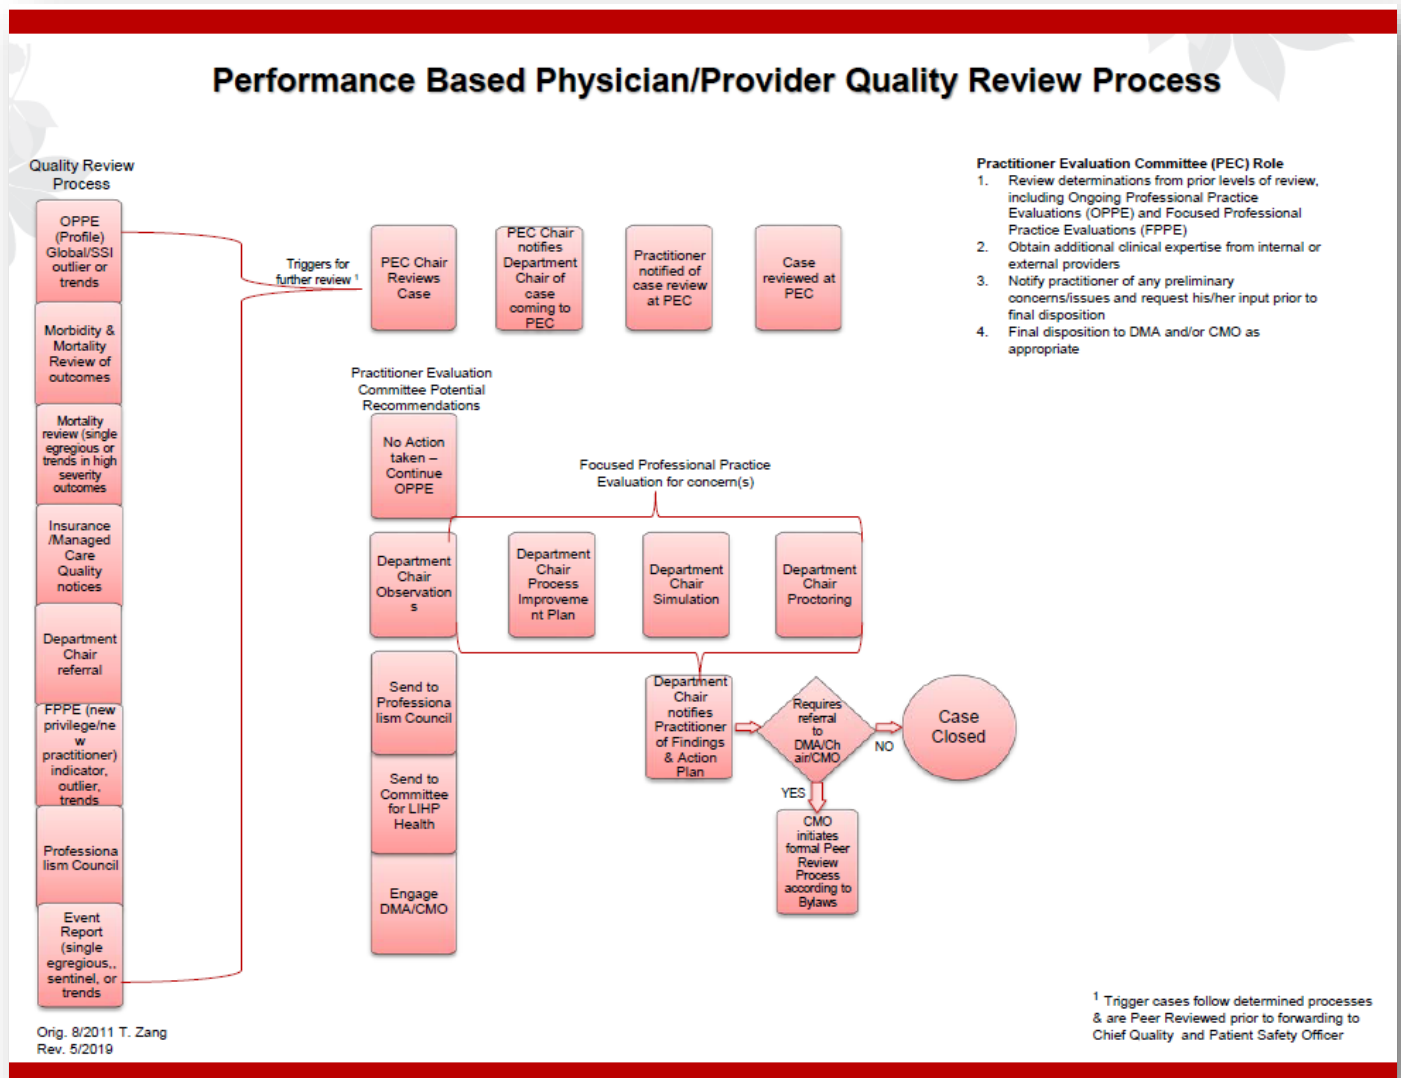 Performance Based Physician/Provider Quality Review Process
Quality Review
Process
OPPE
(Profile)
Global/SSI
outlier or
trends
Morbidity &
Mortality
Review of
outcomes
Mortality
review (single
egregious or
trends in high
severity
outcomes
Insurance
/Managed
Care
Quality
notices
Department
Chair
referral
FPPE (new
privilege/ne
w
practitioner)
indicator,
outlier,
trends
Professiona
lism Council
Event
Report
(single
egregious,,
sentinel, or
trends
Orig. 8/2011 T. Zang
Rev. 5/2019
Triggers for
further review 1
PEC Chair
Reviews
Case
PEC Chair
notifies
Department
Chair of
case
coming to
PEC
Practitioner
notified of
case review
at PEC
Case
reviewed at
PEC
Practitioner Evaluation Committee (PEC) Role
1. Review determinations from prior levels of review,
including Ongoing Professional Practice
Evaluations (OPPE) and Focused Professional
Practice Evaluations (FPPE)
2. Obtain additional clinical expertise from internal or
external providers
3. Notify practitioner of any preliminary
concerns/issues and request his/her input prior to
final disposition
4. Final disposition to DMA and/or CMO as
appropriate
Practitioner Evaluation
Committee Potential
Recommendations
No Action
taken –
Continue
OPPE
Focused Professional Practice
Evaluation for concern(s)
Department
Chair
Observation
s
Department
Chair
Process
Improveme
nt Plan
Department
Chair
Simulation
Department
Chair
Proctoring
Send to
Professiona
lism Council
Send to
Committee
for LIHP
Health
Engage
DMA/CMO
Department
Chair
notifies
Practitioner
of Findings
& Action
Plan
Requires
referral
to
DMA/Ch
air/CMO
NO
Case
Closed
YES
CMO
initiates
formal Peer
Review
Process
according to
Bylaws
1 Trigger cases follow determined processes
& are Peer Reviewed prior to forwarding to
Chief Quality and Patient Safety Officer